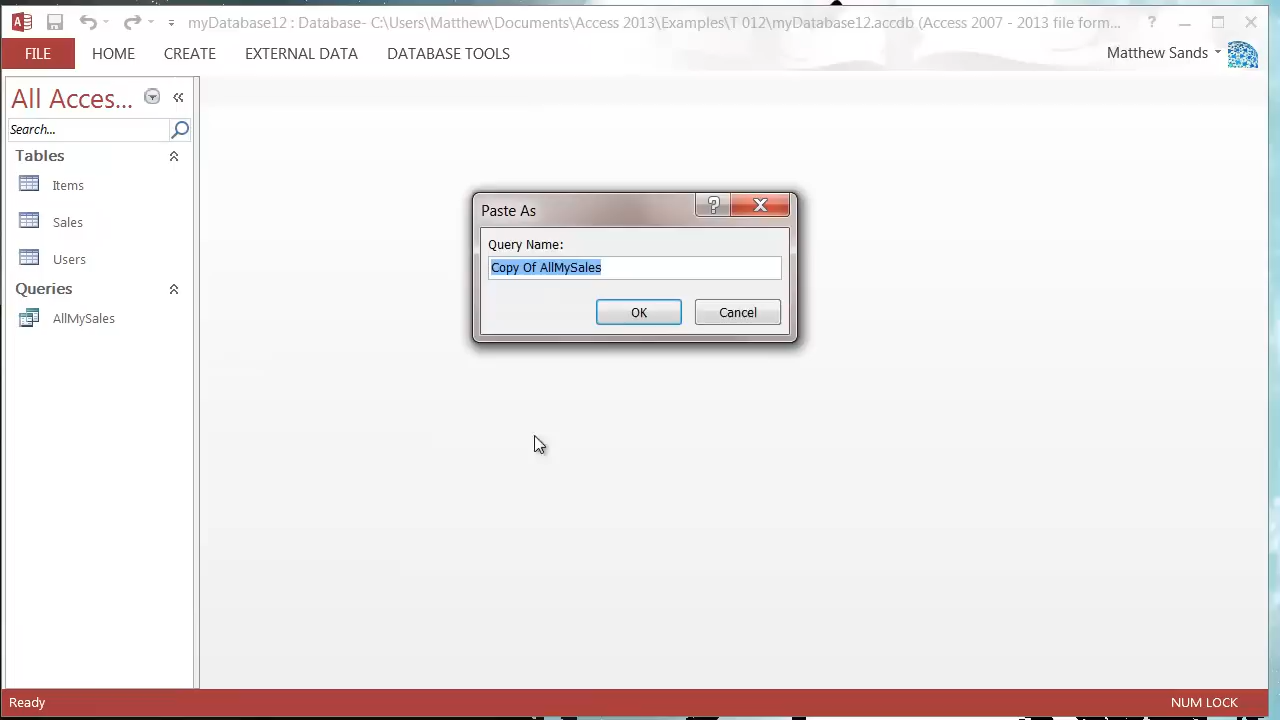 myDatabase12 : Database- C:\Users\Matthew\Documents\Access 2013\Examples\T 12\myDatabase12.accdb (Access 2007 - 2013 file form...
FILE HOME CREATE EXTERNAL DATA DATABASE TOOLS Matthew Sands
All Acces...
Search...
Tables
Items
Sales
Users
Queries
AllMySales
Paste As
Query Name:
Copy Of AllMySales
OK Cancel
Ready NUM LOCK